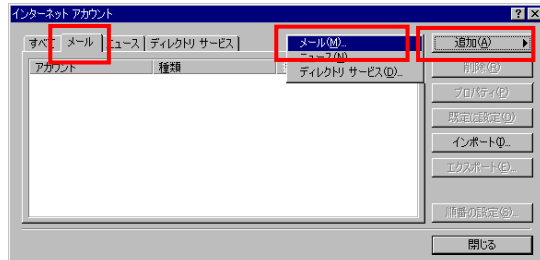 インターネット アカウント
すべて
メール
ニュース
ディレクトリ サービス
メール(M)...
ニュース(N)...
ディレクトリ サービス(D)...
追加(A)
アカウント
種類
削除(R)
プロパティ(P)
既定に設定(D)
インポート(I)...
エクスポート(E)...
順番の設定(S)...
閉じる